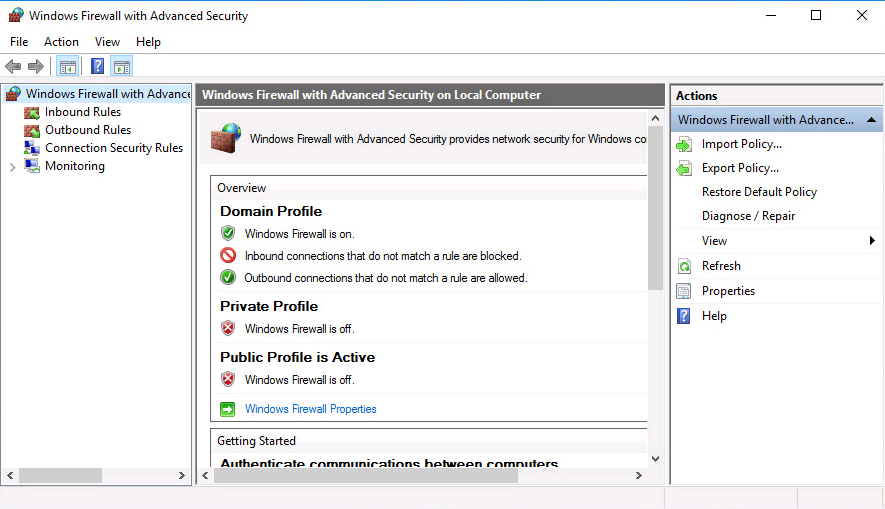 Windows Firewall with Advanced Security
File Action View Help
Windows Firewall with Advance
Inbound Rules
Outbound Rules
Connection Security Rules
Monitoring
Windows Firewall with Advanced Security on Local Computer
Windows Firewall with Advanced Security provides network security for Windows co
Overview
Domain Profile
Windows Firewall is on.
Inbound connections that do not match a rule are blocked.
Outbound connections that do not match a rule are allowed.
Private Profile
Windows Firewall is off.
Public Profile is Active
Windows Firewall is off.
Windows Firewall Properties
Getting Started
Authenticate communications between computers
Actions
Windows Firewall with Advance...
Import Policy...
Export Policy...
Restore Default Policy
Diagnose / Repair
View
Refresh
Properties
Help